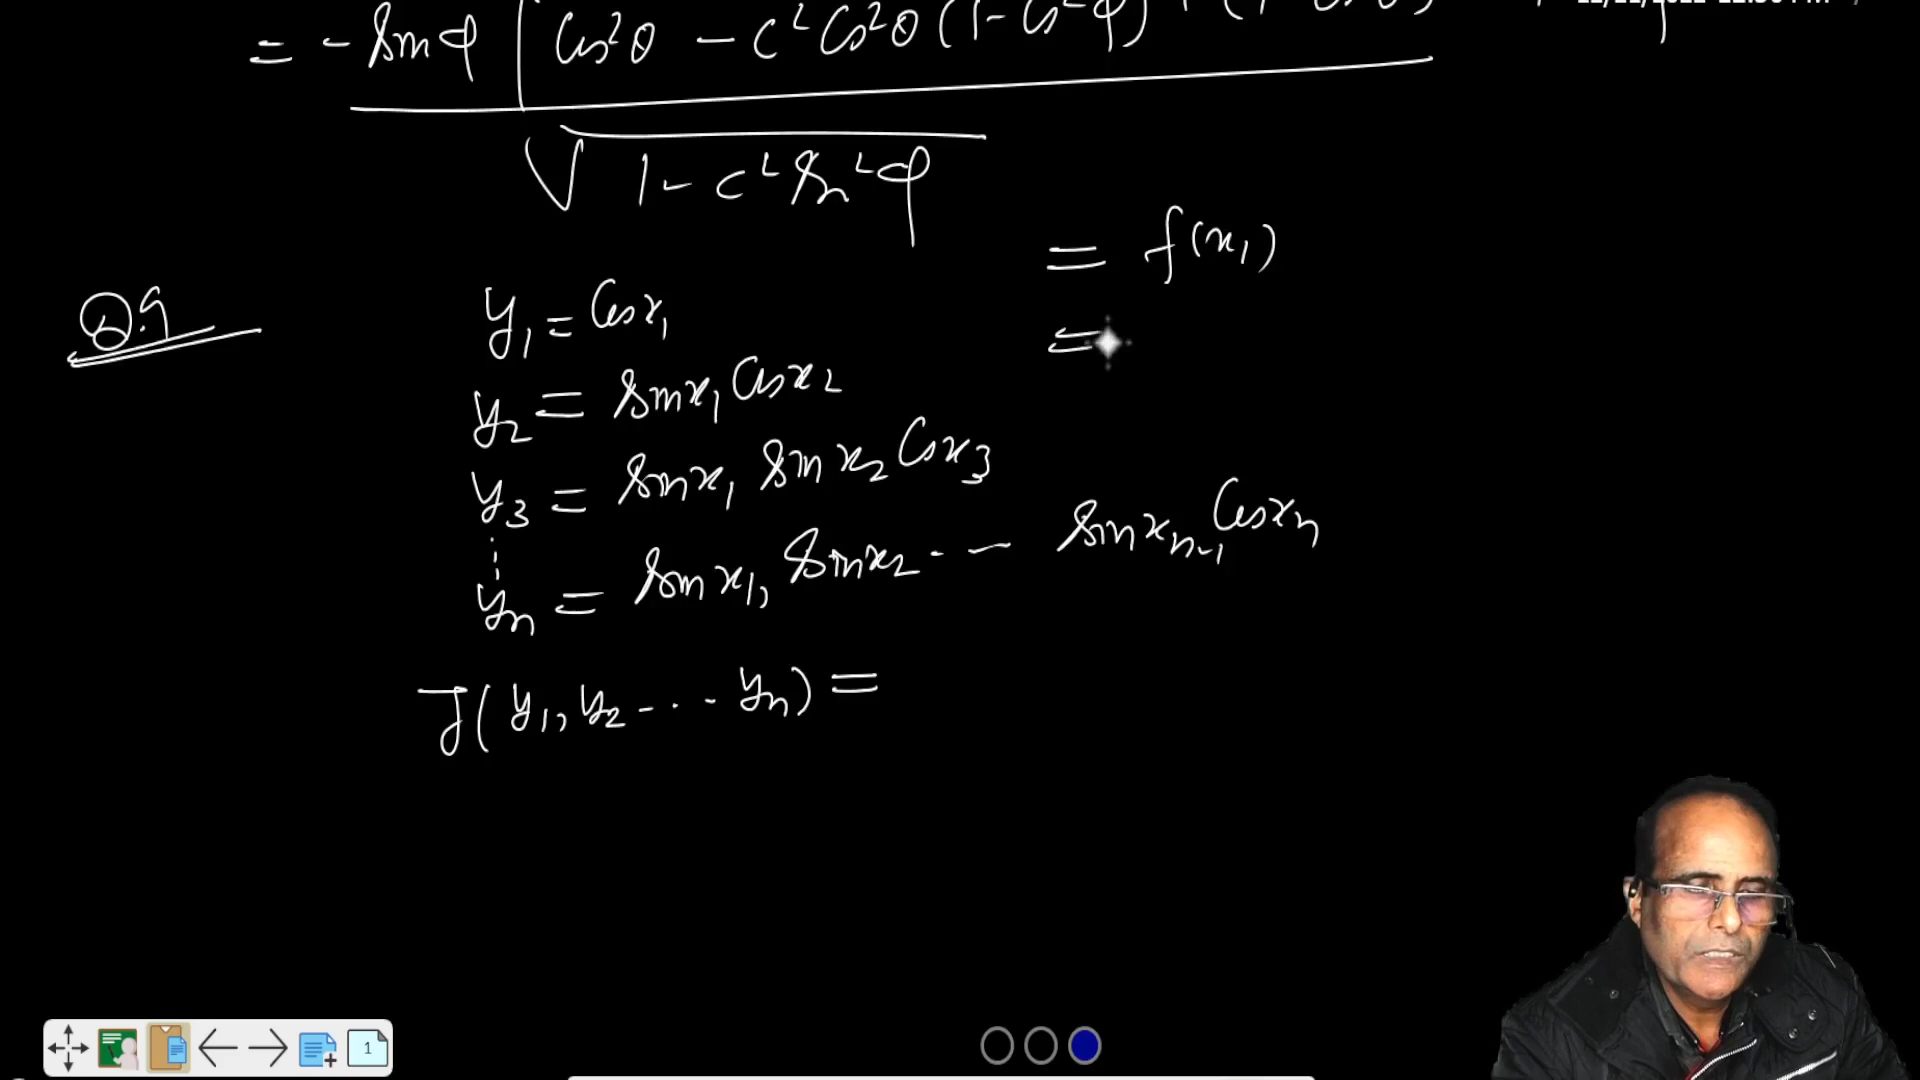 = - Sin φ [ Cos²θ - c² Cos²θ (1 - Cos²φ) + (1 -
√ 1 - c² Sin²φ
= f(x₁)
=
Q.9
y₁ = Cos x₁
y₂ = Sin x₁ Cos x₂
y₃ = Sin x₁ Sin x₂ Cos x₃
⋮
yₙ = Sin x₁, Sin x₂ .. - Sin xₙ₋₁ Cos xₙ
J(y₁, y₂ - . . - yₙ) =
1